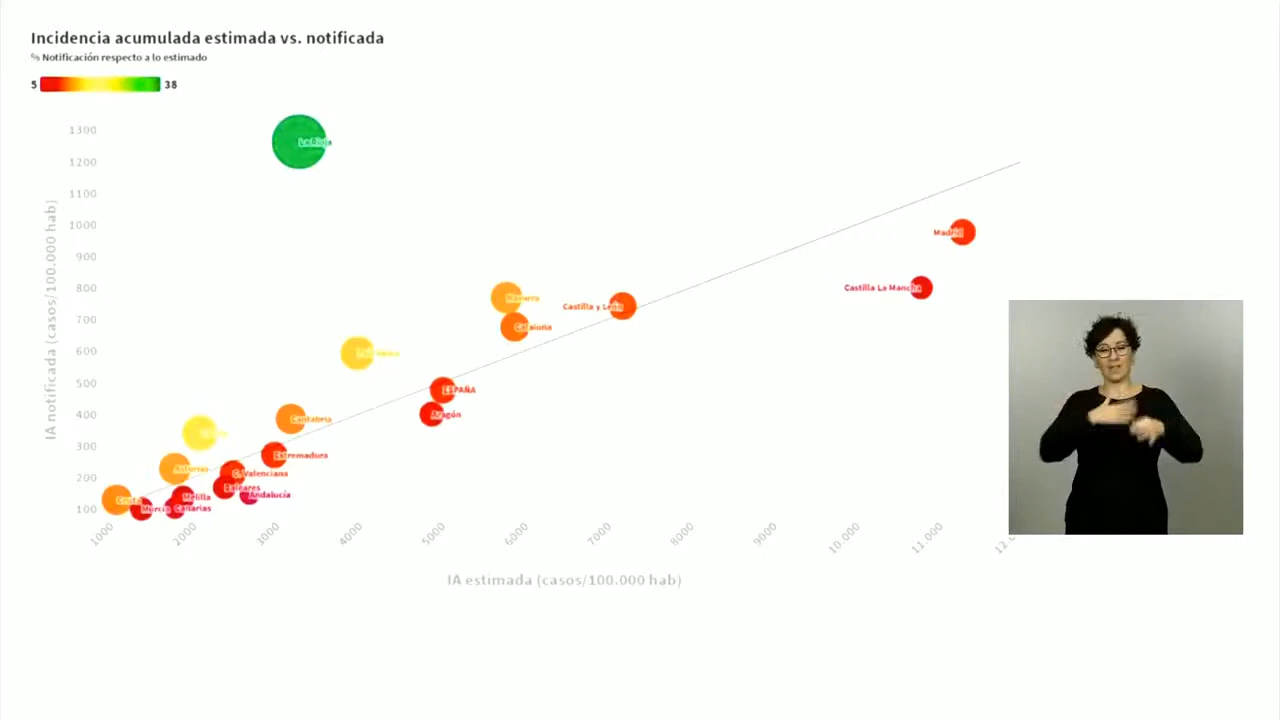 Incidencia acumulada estimada vs. notificada
% Notificación respecto a lo estimado
5 38
1300
La Rioja
1200
1100
1000
Madrid
900
800
Castilla La Mancha
Navarra
Castilla y León
700
Cataluña
600
500
ESPAÑA
400
Aragón
Cantabria
300
Extremadura
Asturias
200
C. Valenciana
Baleares
Andalucía
Melilla
Ceuta
100
Murcia
Canarias
IA notificada (casos/100.000 hab)
1000
2000
3000
4000
5000
6000
7000
8000
9000
10.000
11.000
IA estimada (casos/100.000 hab)